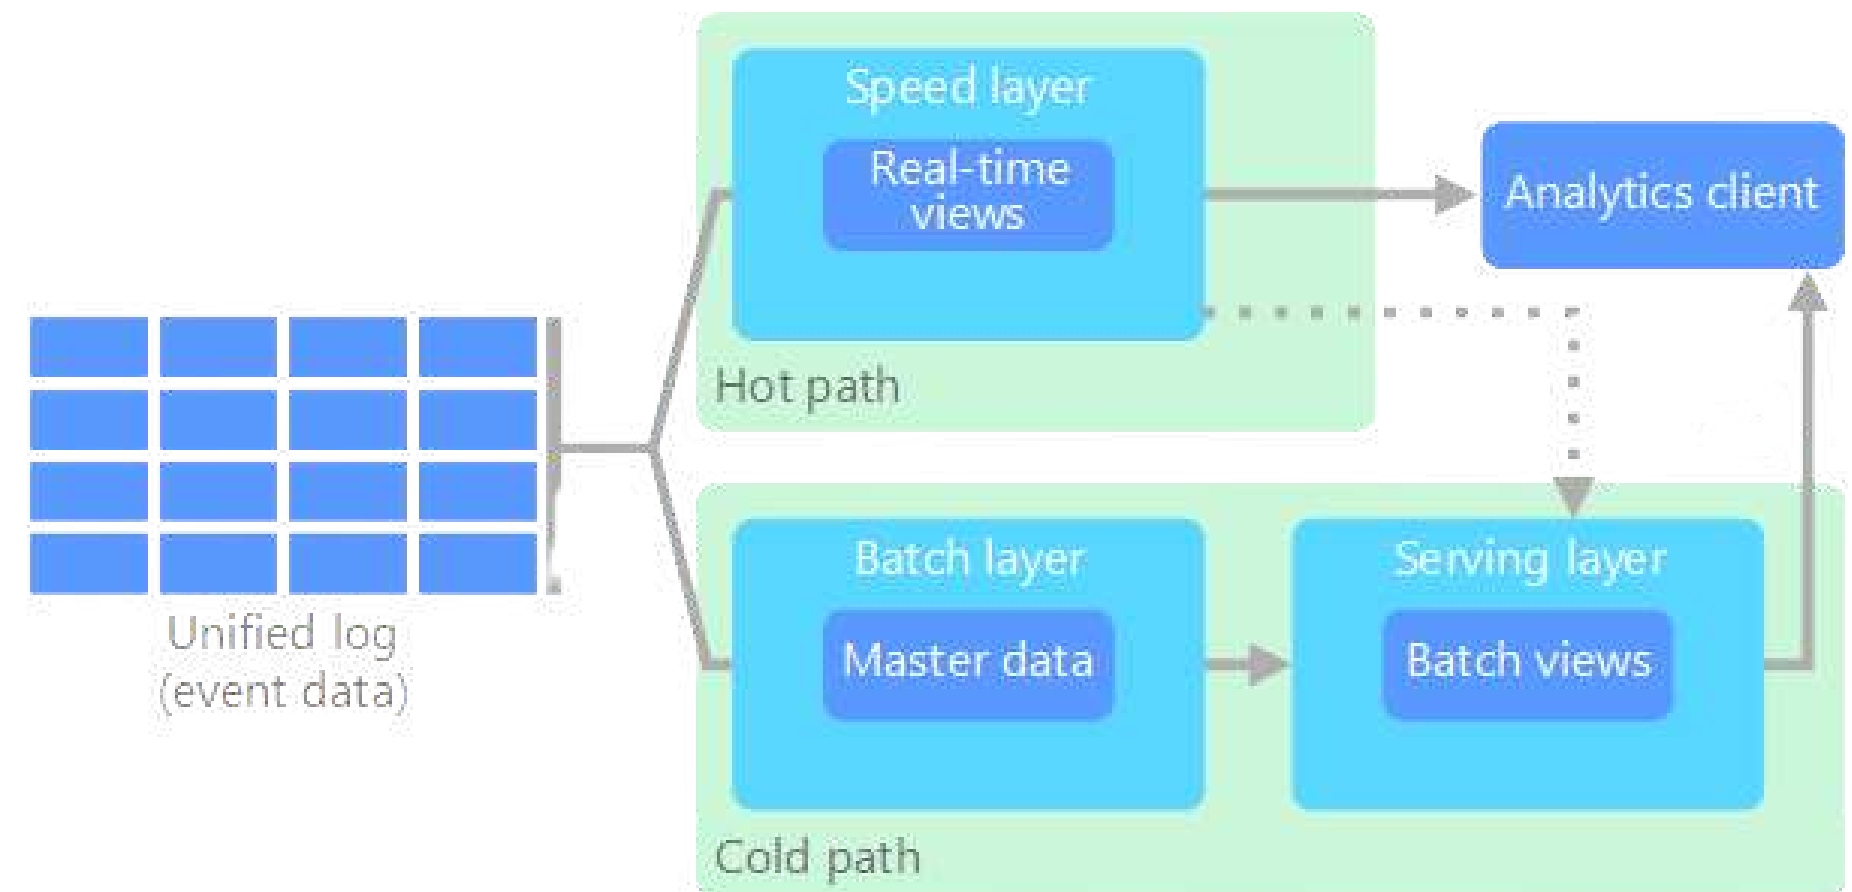 Speed layer
Real-time
views
Analytics client
Hot path
Unified log
(event data)
Batch layer
Master data
Serving layer
Batch views
Cold path